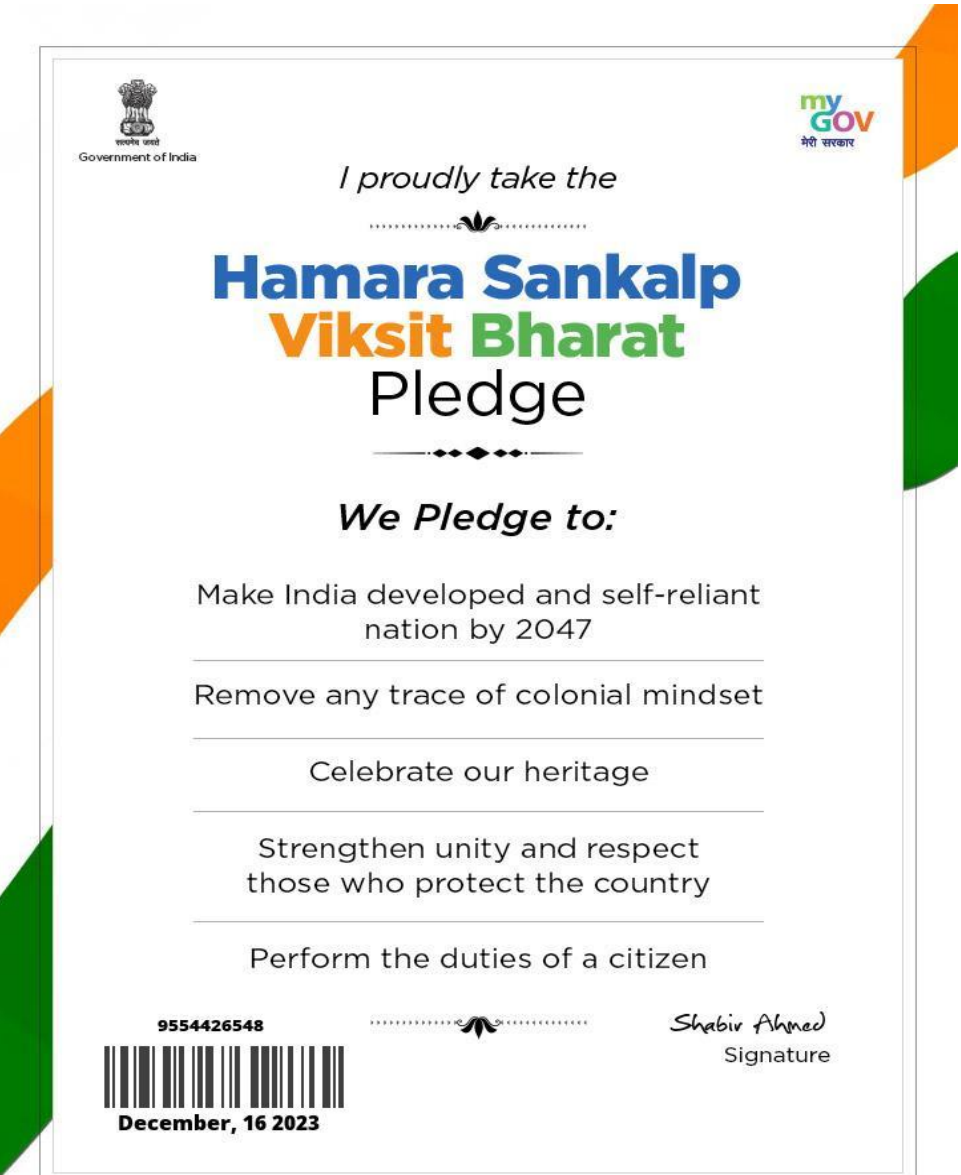 सत्यमेव जयते
Government of India
my
GOV
मेरी सरकार
I proudly take the
Hamara Sankalp
Viksit Bharat
Pledge
We Pledge to:
Make India developed and self-reliant
nation by 2047
Remove any trace of colonial mindset
Celebrate our heritage
Strengthen unity and respect
those who protect the country
Perform the duties of a citizen
9554426548
December, 16 2023
Shabir Ahmed
Signature